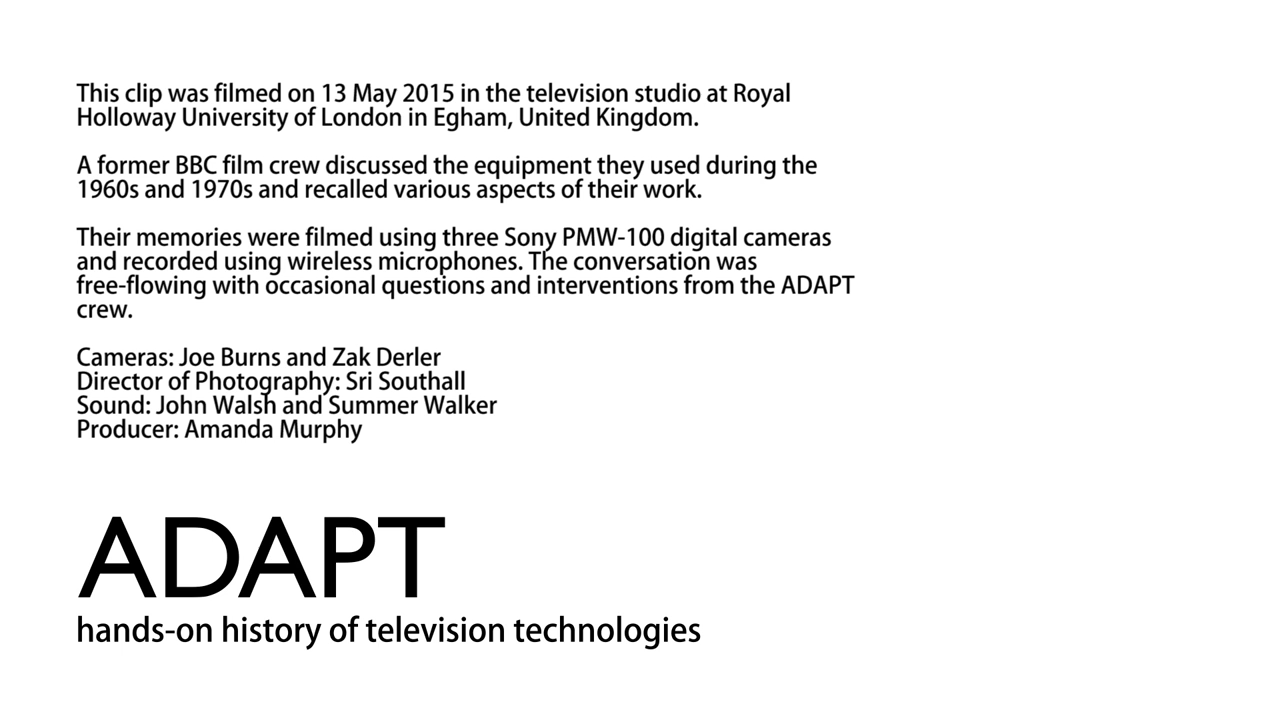 This clip was filmed on 13 May 2015 in the television studio at Royal
Holloway University of London in Egham, United Kingdom.
A former BBC film crew discussed the equipment they used during the
1960s and 1970s and recalled various aspects of their work.
Their memories were filmed using three Sony PMW-100 digital cameras
and recorded using wireless microphones. The conversation was
free-flowing with occasional questions and interventions from the ADAPT
crew.
Cameras: Joe Burns and Zak Derler
Director of Photography: Sri Southall
Sound: John Walsh and Summer Walker
Producer: Amanda Murphy
ADAPT
hands-on history of television technologies